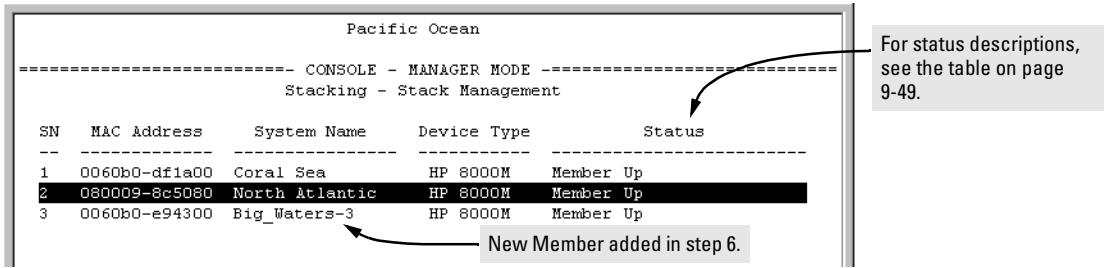 Pacific Ocean
==========================- CONSOLE - MANAGER MODE -============================
Stacking - Stack Management
SN MAC Address System Name Device Type Status
-- ------------- ---------------- ----------- -------------------------
1 0060b0-df1a00 Coral Sea HP 8000M Member Up
2 080009-8c5080 North Atlantic HP 8000M Member Up
3 0060b0-e94300 Big_Waters-3 HP 8000M Member Up
For status descriptions,
see the table on page
9-49.
New Member added in step 6.